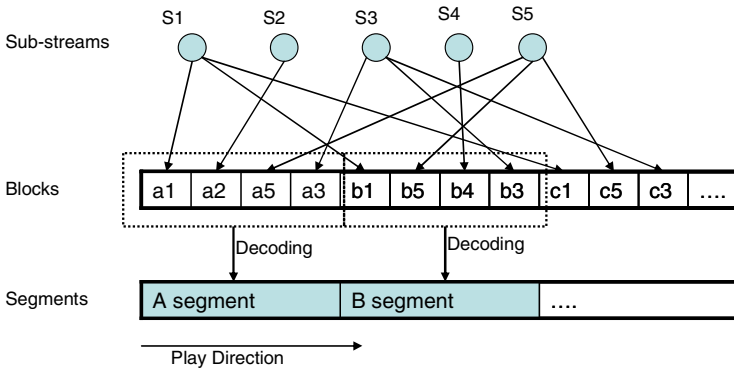 S1 S2 S3 S4 S5
Sub-streams
Blocks a1 a2 a5 a3 b1 b5 b4 b3 c1 c5 c3 ....
Decoding Decoding
Segments A segment B segment ....
Play Direction